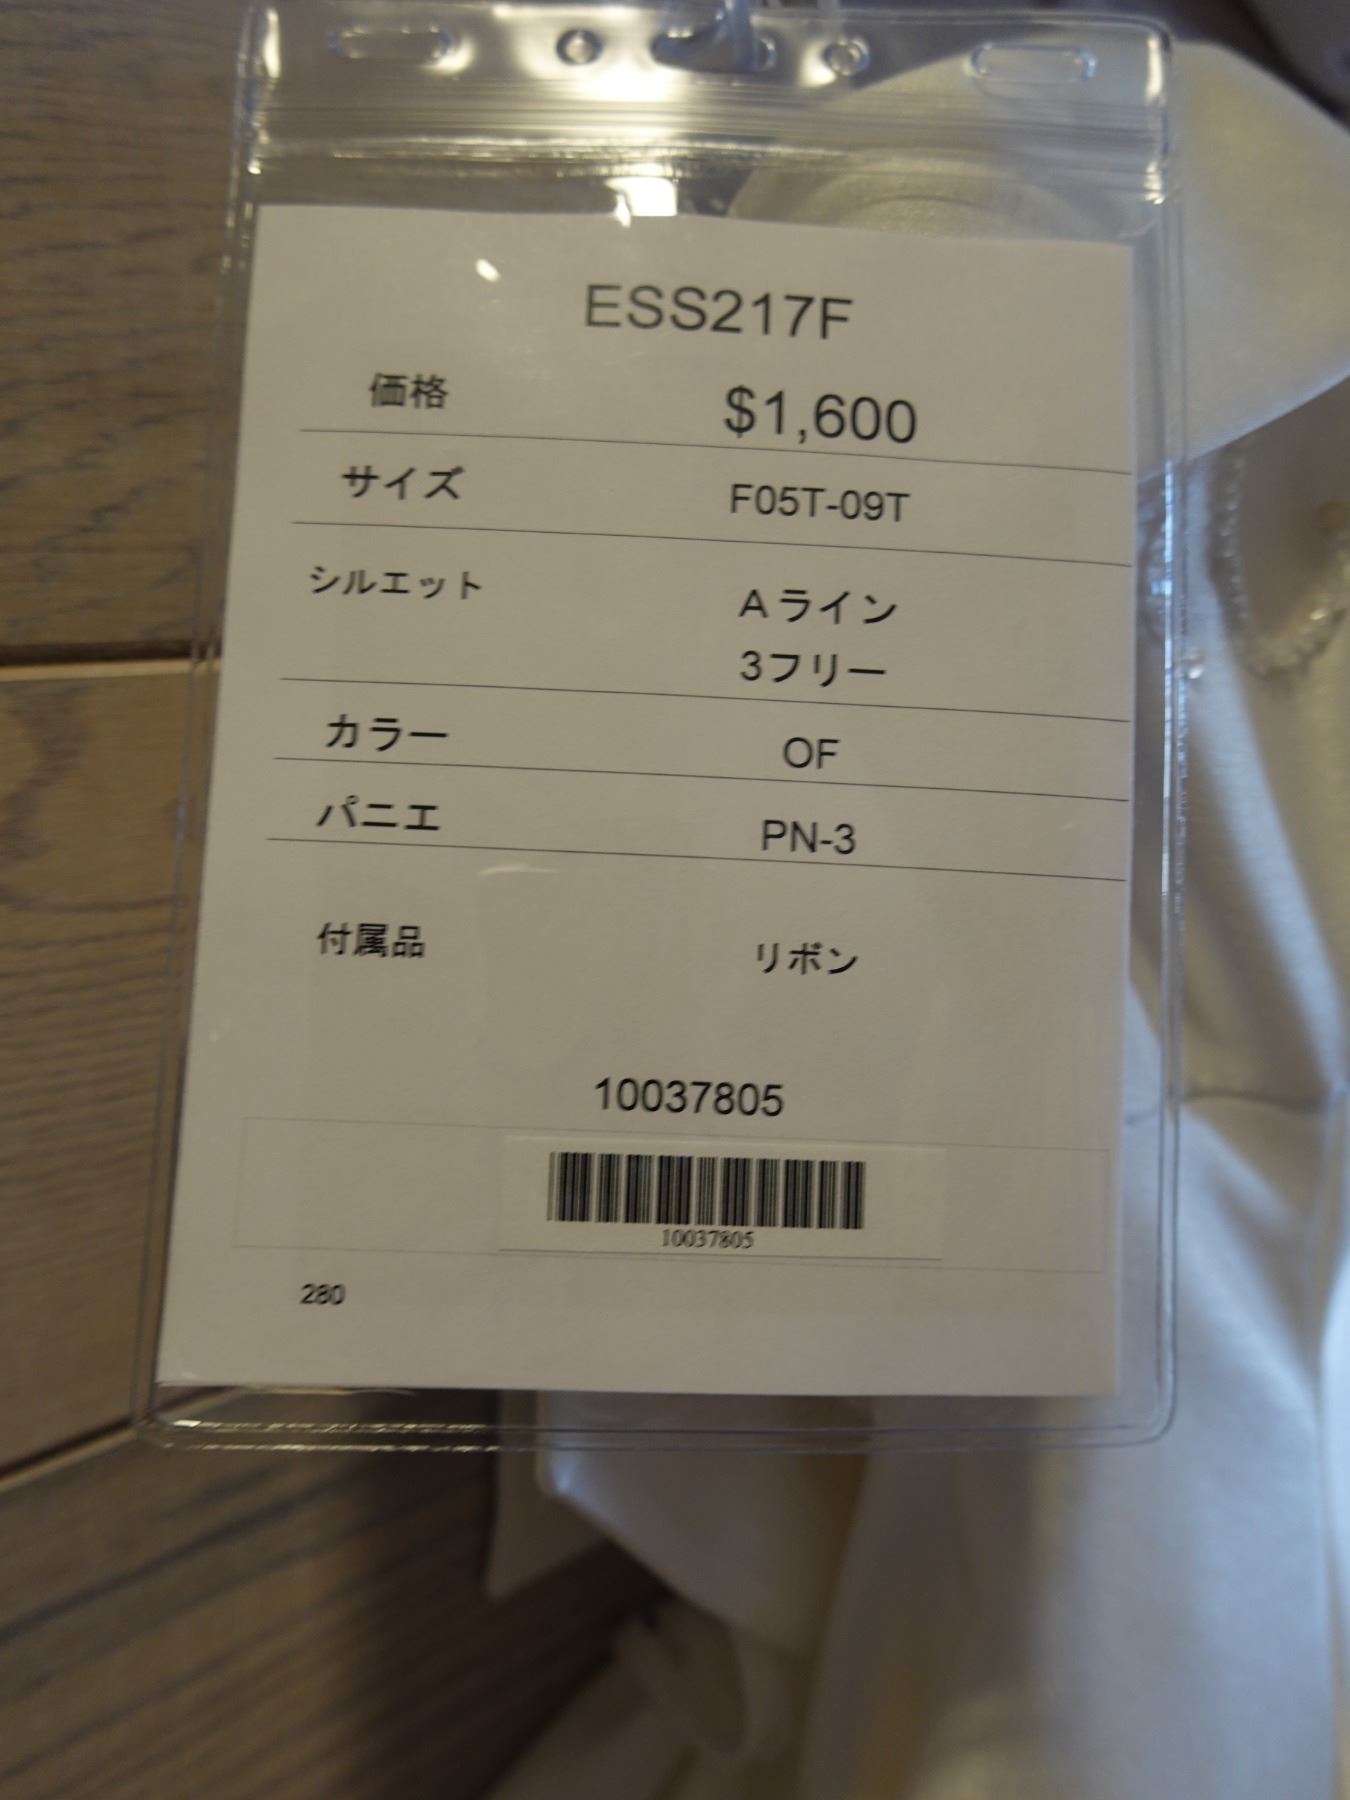 ESS217F
価格 $1,600
サイズ F05T-09T
シルエット Aライン
3フリー
カラー OF
パニエ PN-3
付属品 リボン
10037805
10037805
280